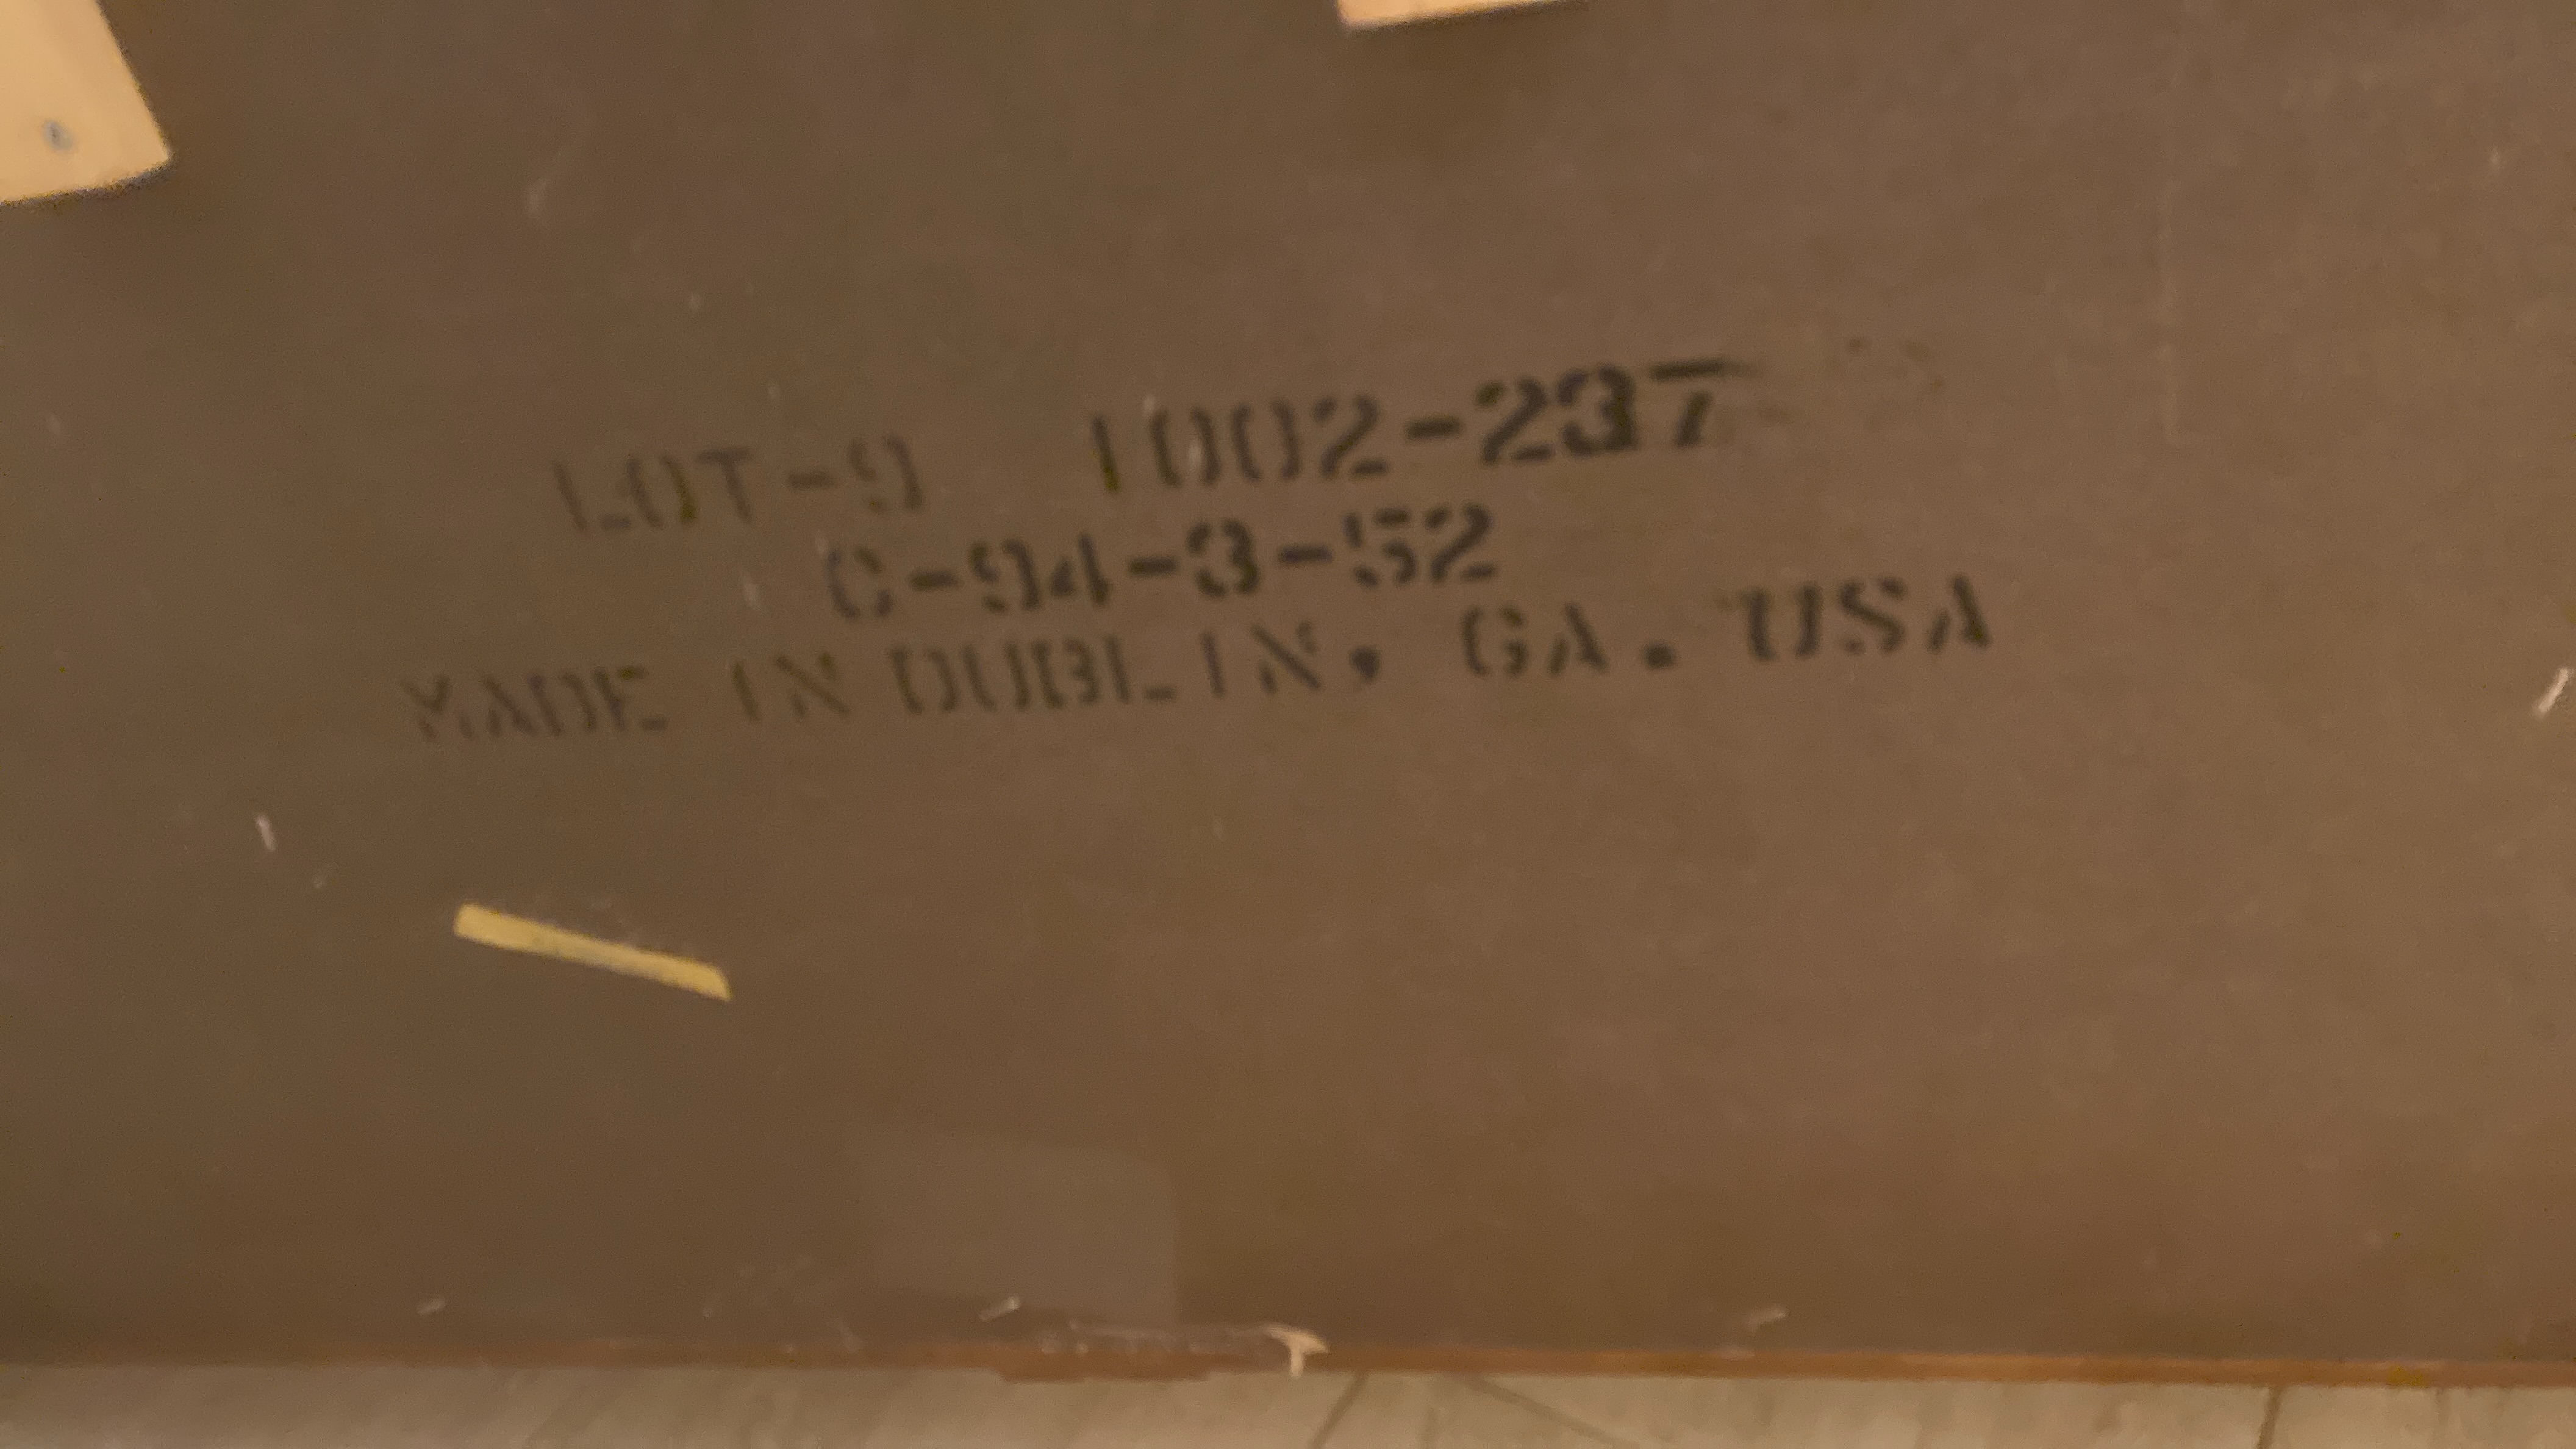 LOT-9 1002-237
C-94-3-52
MADE IN DUBLIN, GA. USA